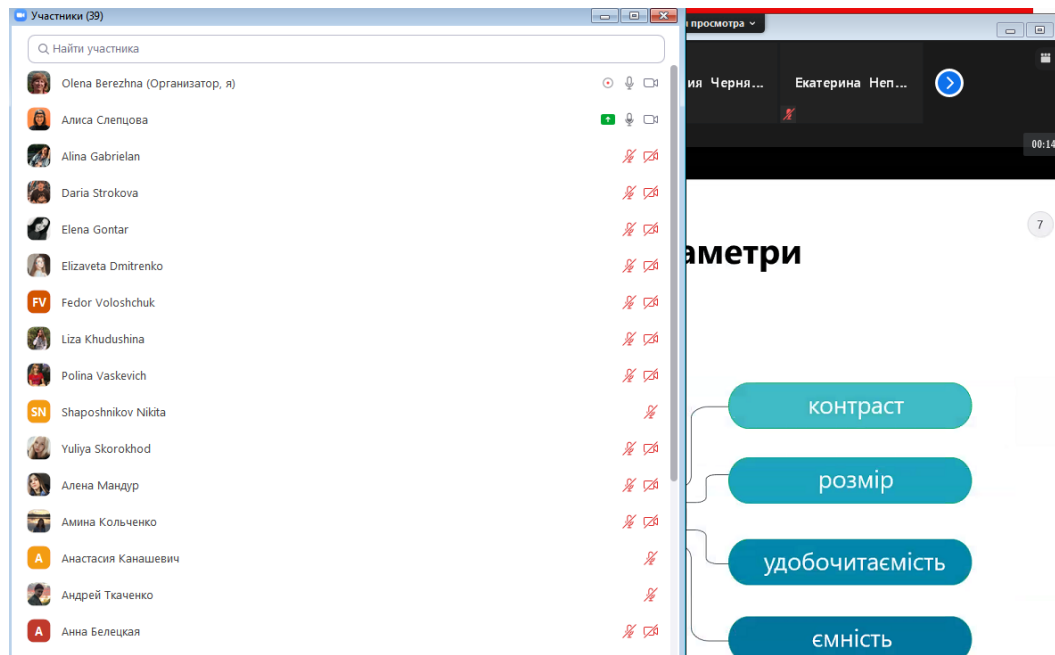 Участники (39)
Найти участника
Olena Berezhna (Организатор, я)
Алиса Слепцова
Alina Gabrielan
Daria Strokova
Elena Gontar
Elizaveta Dmitrenko
FV Fedor Voloshchuk
Liza Khudushina
Polina Vaskevich
SN Shaposhnikov Nikita
Yuliya Skorokhod
Алена Мандур
Амина Кольченко
А Анастасия Канашевич
Андрей Ткаченко
А Анна Белецкая
просмотра
ия Черня...
Екатерина Неп...
00:14
7
аметри
контраст
розмір
удобочитаємість
ємність